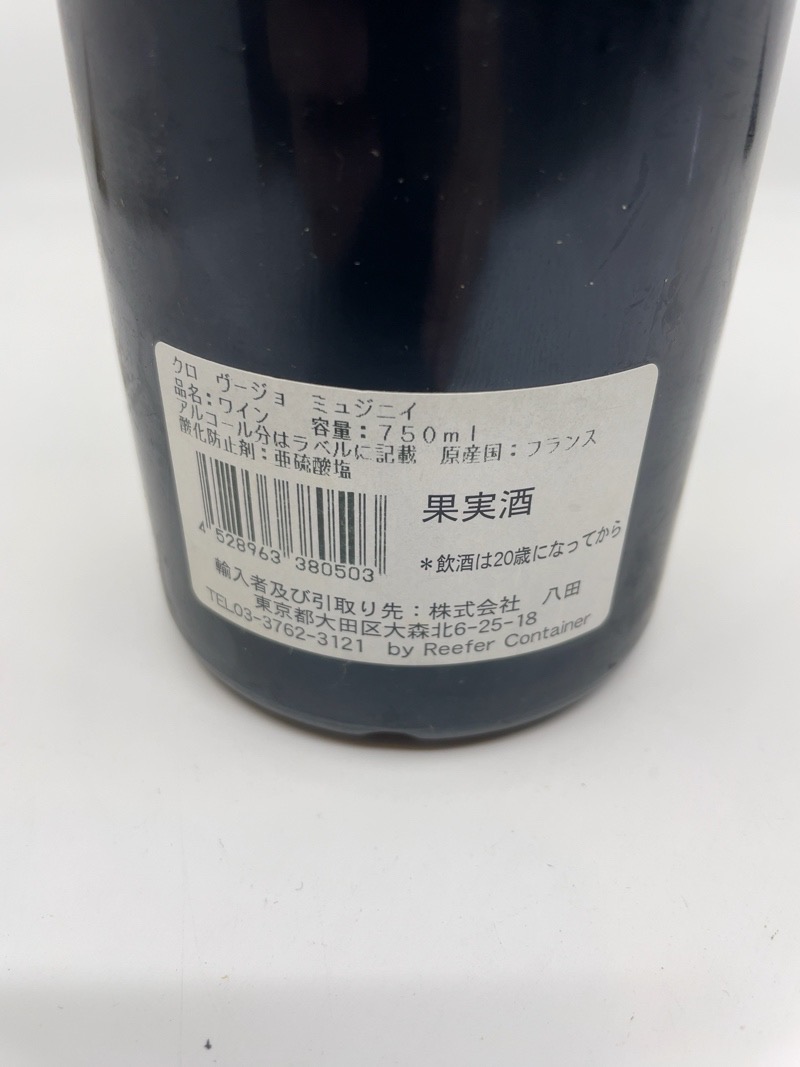 クロ　ヴージョ　ミュジニイ
品名：ワイン　容量：７５０ｍｌ
アルコール分はラベルに記載　原産国：フランス
酸化防止剤：亜硫酸塩
果実酒
4 528963 380503
＊飲酒は20歳になってから
輸入者及び引取り先：株式会社　八田
東京都大田区大森北6-25-18
TEL03-3762-3121　by Reefer Container